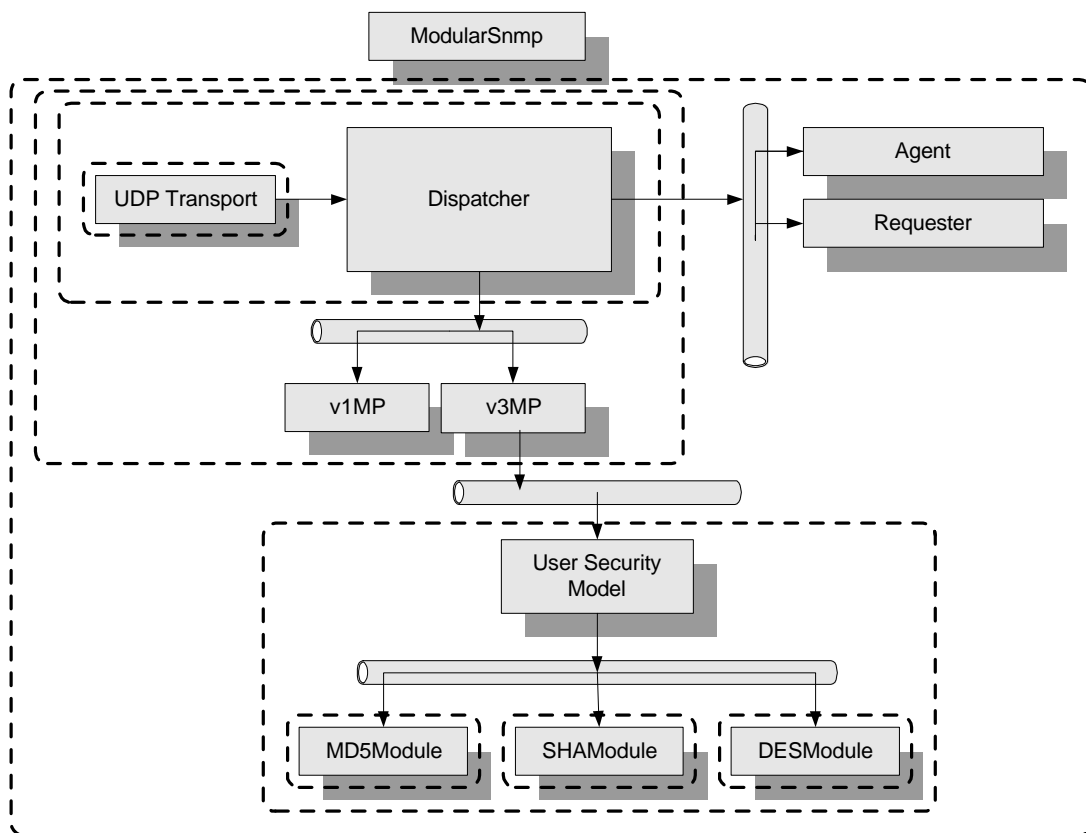 ModularSnmp
UDP Transport
Dispatcher
Agent
Requester
v1MP
v3MP
User Security
Model
MD5Module
SHAModule
DESModule